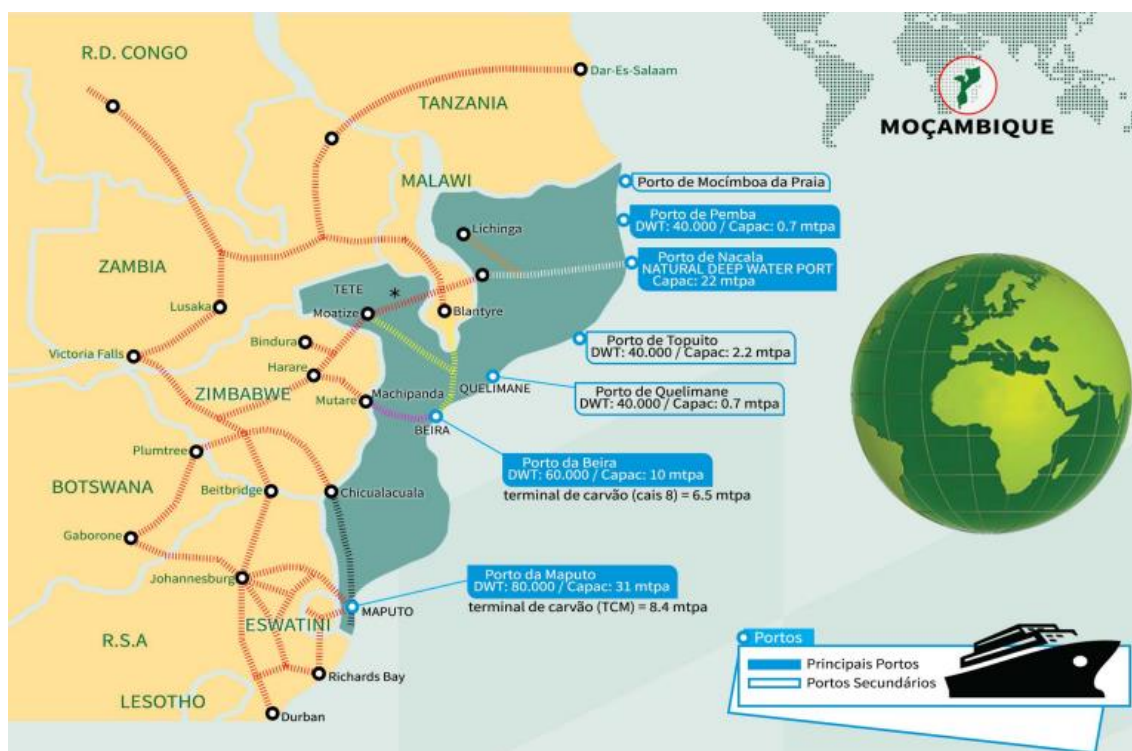 R.D. CONGO
Dar-Es-Salaam
TANZANIA
MOÇAMBIQUE
MALAWI
Porto de Mocímboa da Praia
Porto de Pemba
DWT: 40.000 / Capac: 0.7 mtpa
Lichinga
Porto de Nacala
NATURAL DEEP WATER PORT
Capac: 22 mtpa
ZAMBIA
TETE
*
Lusaka
Moatize
Blantyre
Bindura
Porto de Topuito
DWT: 40.000 / Capac: 2.2 mtpa
Victoria Falls
Harare
ZIMBABWE
Machipanda
QUELIMANE
Porto de Quelimane
DWT: 40.000 / Capac: 0.7 mtpa
Mutare
BEIRA
Plumtree
Porto da Beira
DWT: 60.000 / Capac: 10 mtpa
terminal de carvão (cais 8) = 6.5 mtpa
BOTSWANA
Beitbridge
Chicualacuala
Gaborone
Johannesburg
Porto da Maputo
DWT: 80.000 / Capac: 31 mtpa
terminal de carvão (TCM) = 8.4 mtpa
MAPUTO
ESWATINI
R.S.A
Portos
Principais Portos
Portos Secundários
Richards Bay
LESOTHO
Durban